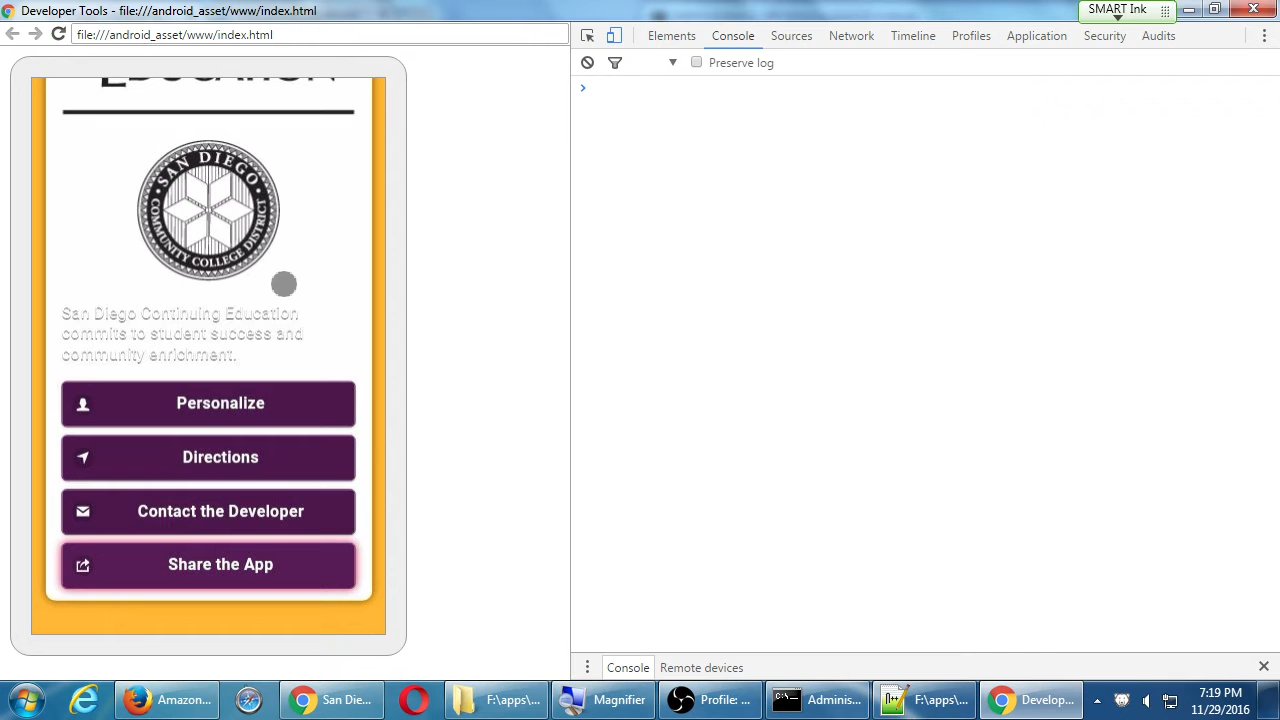 Developer Tools - file:///android_asset/www/index.html
SMART Ink
file:///android_asset/www/index.html
Elements Console Sources Network Timeline Profiles Application Security Audits
Preserve log
EDUCATION
SAN DIEGO
COMMUNITY COLLEGE DISTRICT
San Diego Continuing Education
commits to student success and
community enrichment.
Personalize
Directions
Contact the Developer
Share the App
Console Remote devices
Amazon... San Die... F:\apps\... Magnifier Profile: ... Adminis... F:\apps\... Develop...
7:19 PM
11/29/2016